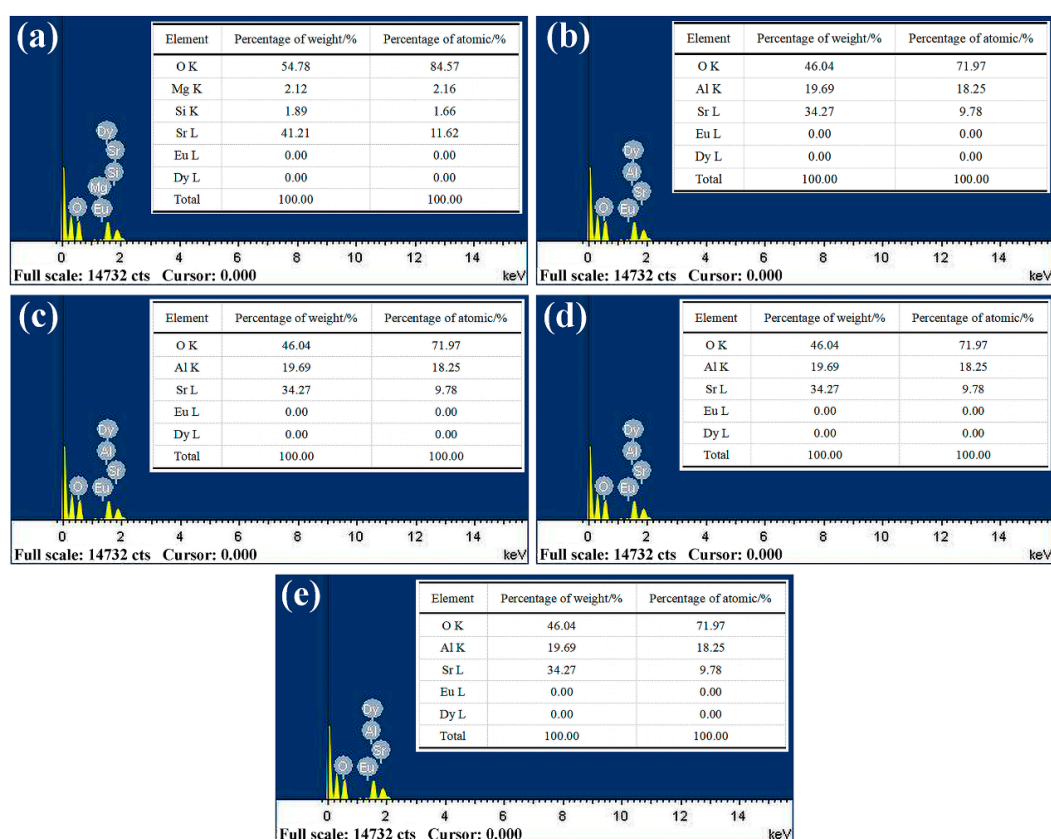 (a)
Element Percentage of weight/% Percentage of atomic/%
O K 54.78 84.57
Mg K 2.12 2.16
Si K 1.89 1.66
Sr L 41.21 11.62
Eu L 0.00 0.00
Dy L 0.00 0.00
Total 100.00 100.00
Dy
Sr
Si
Mg
O Eu
0 2 4 6 8 10 12 14
Full scale: 14732 cts Cursor: 0.000 keV
(b)
Element Percentage of weight/% Percentage of atomic/%
O K 46.04 71.97
Al K 19.69 18.25
Sr L 34.27 9.78
Eu L 0.00 0.00
Dy L 0.00 0.00
Total 100.00 100.00
Dy
Al
Sr
O Eu
0 2 4 6 8 10 12 14
Full scale: 14732 cts Cursor: 0.000 keV
(c)
Element Percentage of weight/% Percentage of atomic/%
O K 46.04 71.97
Al K 19.69 18.25
Sr L 34.27 9.78
Eu L 0.00 0.00
Dy L 0.00 0.00
Total 100.00 100.00
Dy
Al
Sr
O Eu
0 2 4 6 8 10 12 14
Full scale: 14732 cts Cursor: 0.000 keV
(d)
Element Percentage of weight/% Percentage of atomic/%
O K 46.04 71.97
Al K 19.69 18.25
Sr L 34.27 9.78
Eu L 0.00 0.00
Dy L 0.00 0.00
Total 100.00 100.00
Dy
Al
Sr
O Eu
0 2 4 6 8 10 12 14
Full scale: 14732 cts Cursor: 0.000 keV
(e)
Element Percentage of weight/% Percentage of atomic/%
O K 46.04 71.97
Al K 19.69 18.25
Sr L 34.27 9.78
Eu L 0.00 0.00
Dy L 0.00 0.00
Total 100.00 100.00
Dy
Al
Sr
O Eu
0 2 4 6 8 10 12 14
Full scale: 14732 cts Cursor: 0.000 keV